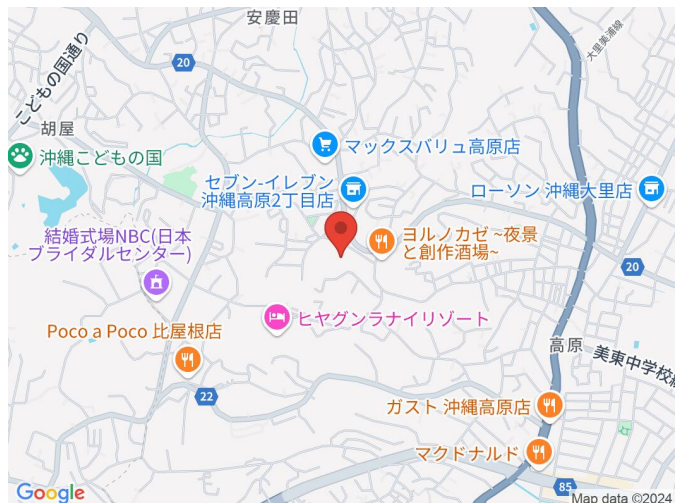 安慶田
こどもの国通り
20
大里美浦線
胡屋
沖縄こどもの国
マックスバリュ高原店
セブン-イレブン
沖縄高原2丁目店
ローソン 沖縄大里店
結婚式場NBC(日本
ブライダルセンター)
ヨルノカゼ ~夜景
と創作酒場~
20
ヒヤグンラナイリゾート
Poco a Poco 比屋根店
高原
美東中学校線
22
ガスト 沖縄高原店
マクドナルド
85
Google
Map data ©2024